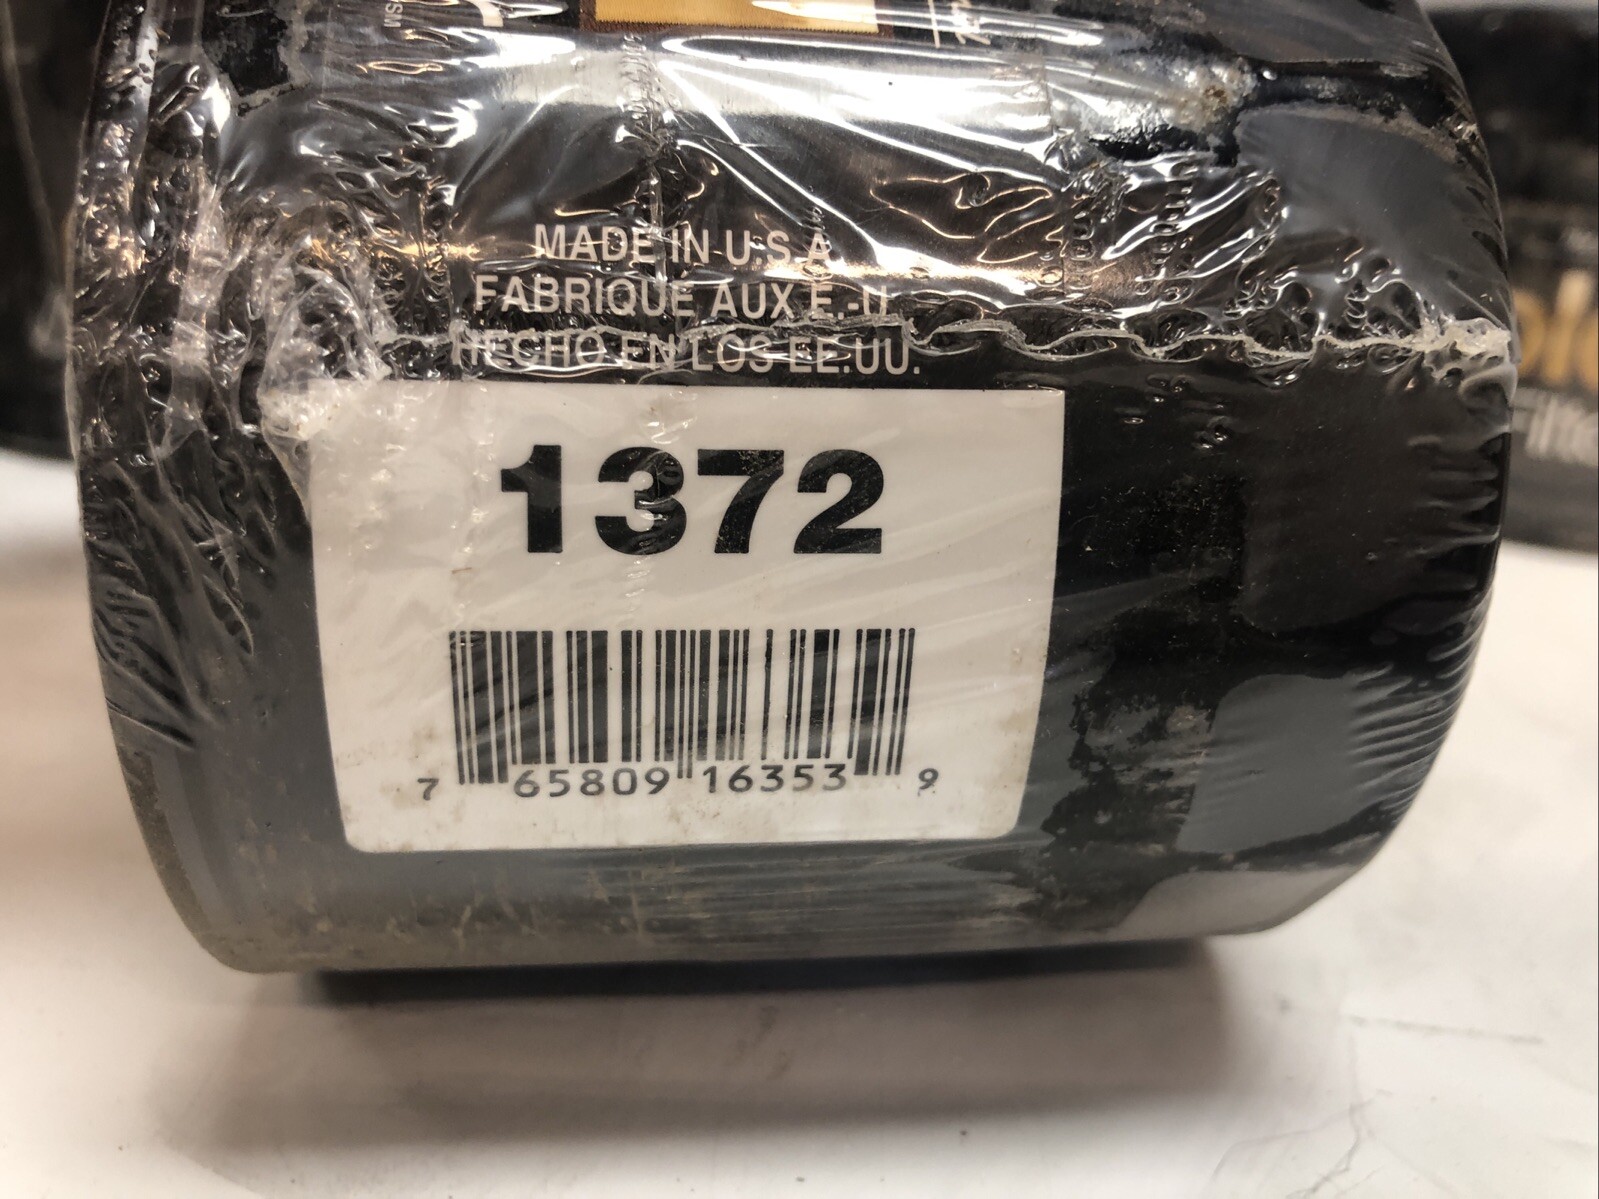 MADE IN U.S.A.
FABRIQUE AUX E.-U.
HECHO EN LOS EE.UU.
1372
7 65809 16353 9